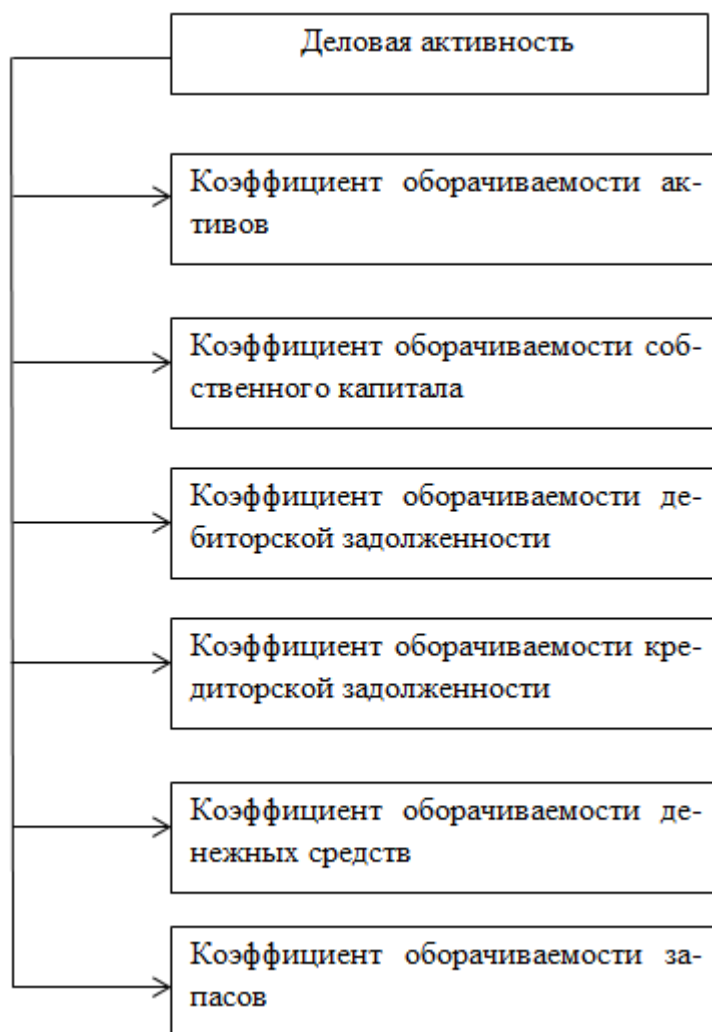 Деловая активность
Коэффициент оборачиваемости ак-
тивов
Коэффициент оборачиваемости соб-
ственного капитала
Коэффициент оборачиваемости де-
биторской задолженности
Коэффициент оборачиваемости кре-
диторской задолженности
Коэффициент оборачиваемости де-
нежных средств
Коэффициент оборачиваемости за-
пасов